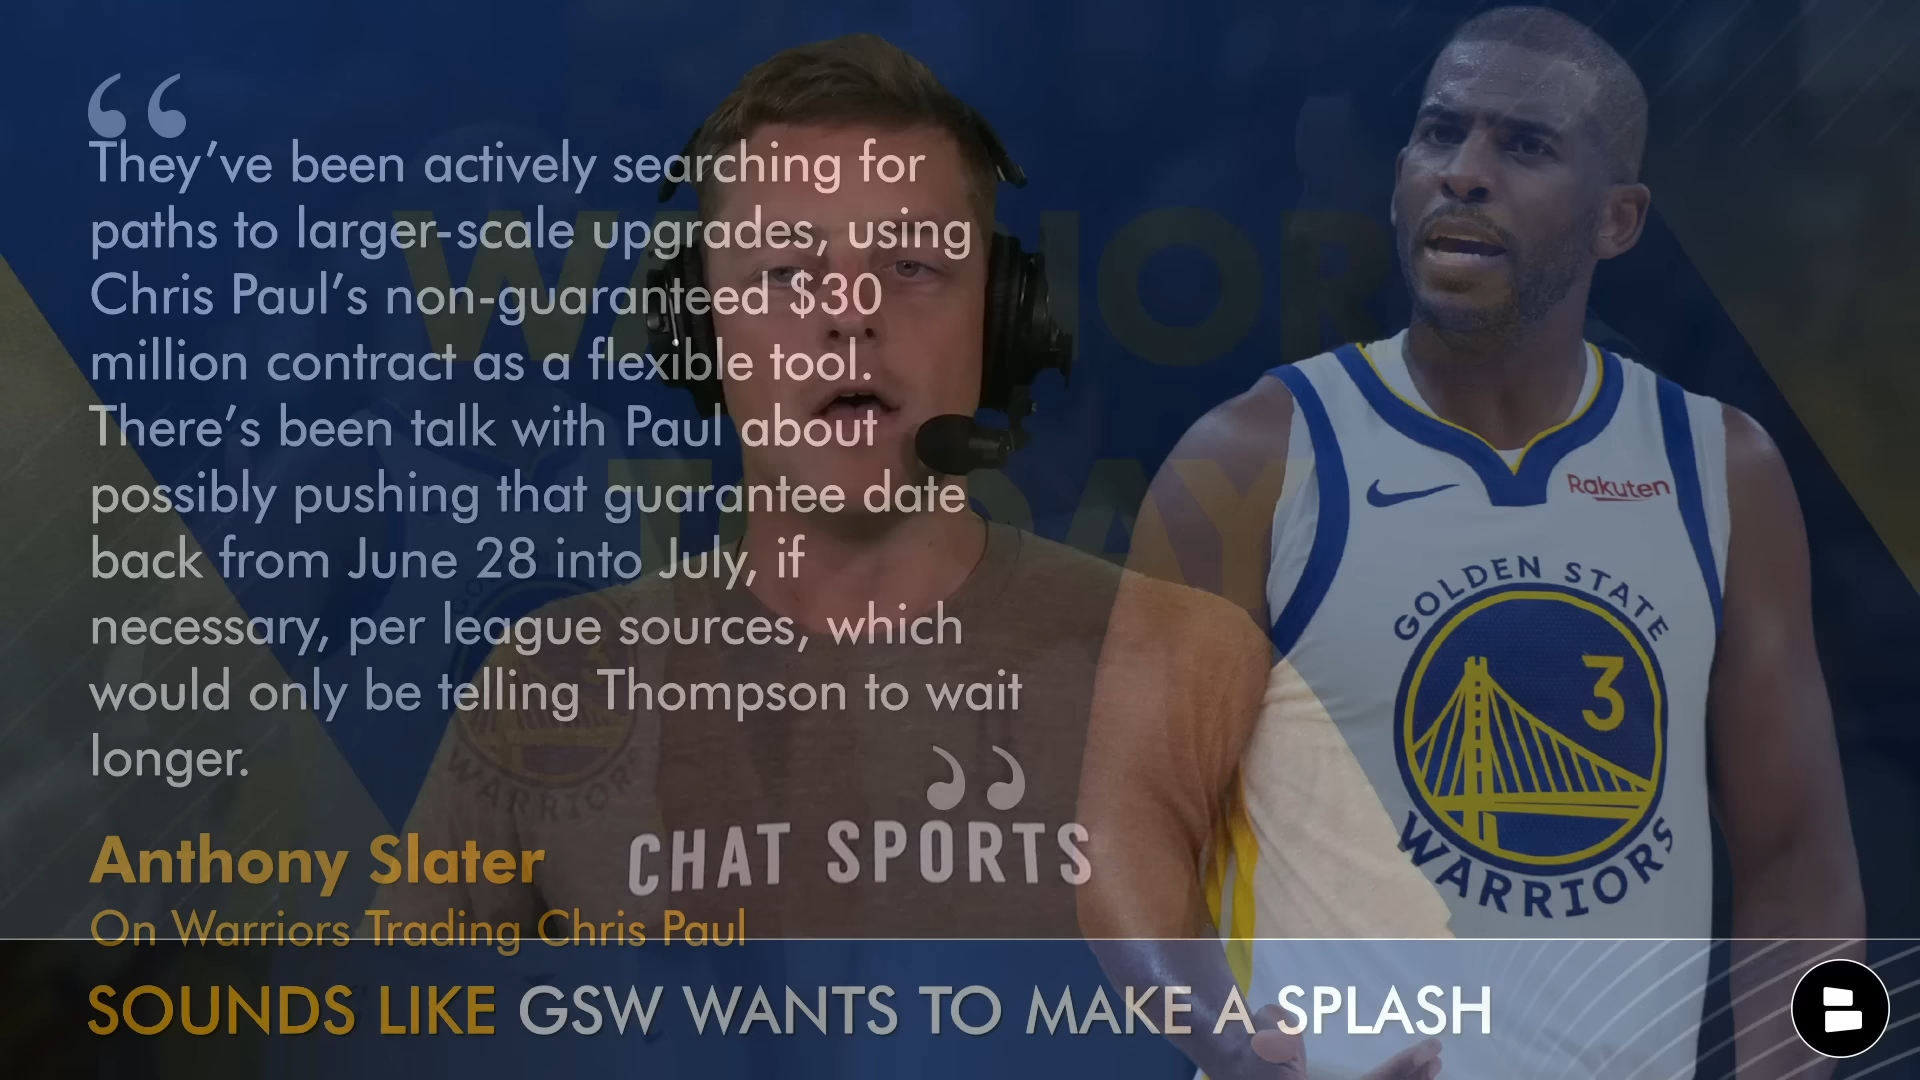 “
They’ve been actively searching for
paths to larger-scale upgrades, using
Chris Paul’s non-guaranteed $30
million contract as a flexible tool.
There’s been talk with Paul about
possibly pushing that guarantee date
back from June 28 into July, if
necessary, per league sources, which
would only be telling Thompson to wait
longer.
”
Anthony Slater
On Warriors Trading Chris Paul
SOUNDS LIKE GSW WANTS TO MAKE A SPLASH
CHAT SPORTS
Rakuten
GOLDEN STATE
3
WARRIORS
WARRIORS
TODAY
WARRIORS